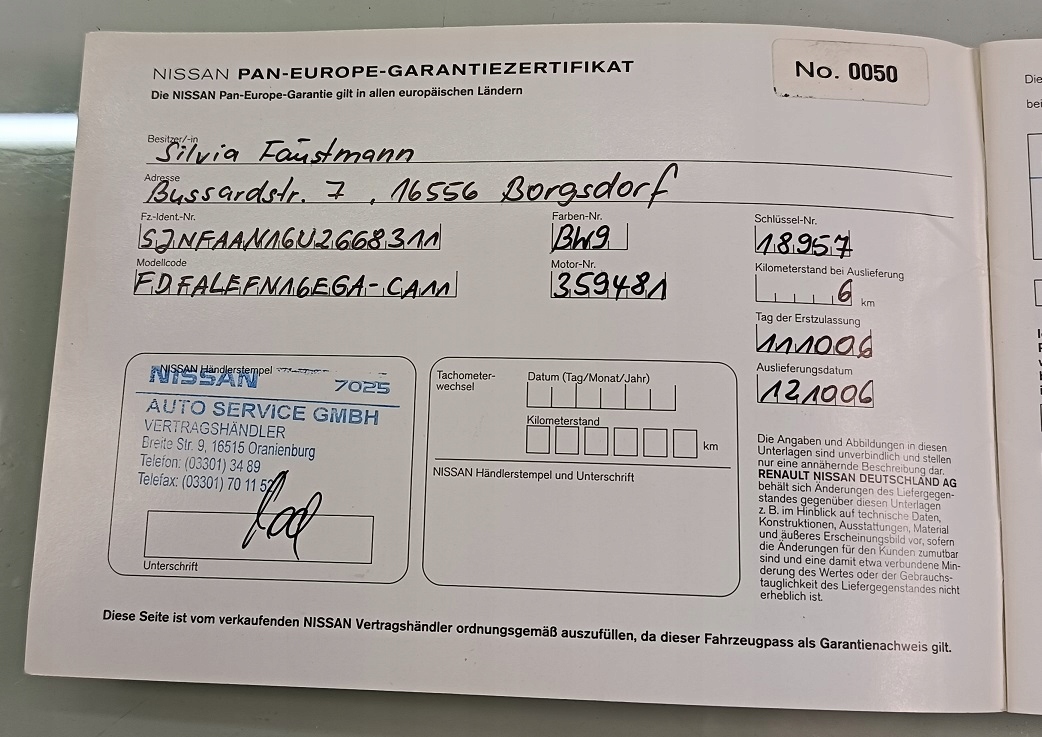 NISSAN PAN-EUROPE-GARANTIEZERTIFIKAT
No. 0050
Die NISSAN Pan-Europe-Garantie gilt in allen europäischen Ländern
Besitzer/-in
Silvia Faustmann
Adresse
Bussardstr. 7, 16556 Borgsdorf
Fz.-Ident.-Nr.
SJNFAAN16U2668311
Farben-Nr.
BW9
Schlüssel-Nr.
18957
Modellcode
FDFALEFN16EGA-CA11
Motor-Nr.
359481
Kilometerstand bei Auslieferung
6 km
Tag der Erstzulassung
111006
Auslieferungsdatum
121006
NISSAN Händlerstempel
NISSAN 7025
AUTO SERVICE GMBH
VERTRAGSHÄNDLER
Breite Str. 9, 16515 Oranienburg
Telefon: (03301) 34 89
Telefax: (03301) 70 11 52
Unterschrift
Tachometer-
wechsel
Datum (Tag/Monat/Jahr)
Kilometerstand
km
NISSAN Händlerstempel und Unterschrift
Die Angaben und Abbildungen in diesen
Unterlagen sind unverbindlich und stellen
nur eine annähernde Beschreibung dar.
RENAULT NISSAN DEUTSCHLAND AG
behält sich Änderungen des Liefergegen-
standes gegenüber diesen Unterlagen
z. B. im Hinblick auf technische Daten,
Konstruktionen, Ausstattungen, Material
und äußeres Erscheinungsbild vor, sofern
die Änderungen für den Kunden zumutbar
sind und eine damit etwa verbundene Min-
derung des Wertes oder der Gebrauchs-
tauglichkeit des Liefergegenstandes nicht
erheblich ist.
Diese Seite ist vom verkaufenden NISSAN Vertragshändler ordnungsgemäß auszufüllen, da dieser Fahrzeugpass als Garantienachweis gilt.
Die
bei